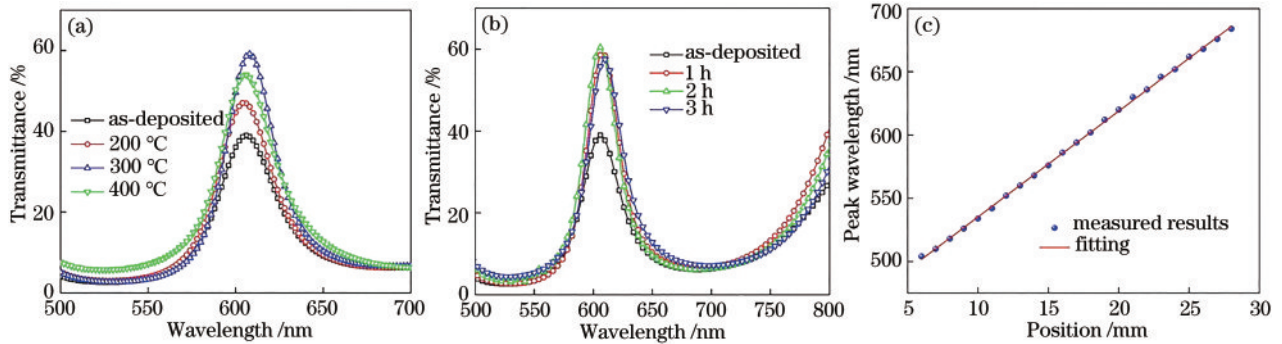 (a)
Transmittance /%
60
40
20
0
as-deposited
200 °C
300 °C
400 °C
500 550 600 650 700
Wavelength /nm
(b)
Transmittance /%
60
40
20
0
as-deposited
1 h
2 h
3 h
500 550 600 650 700 750 800
Wavelength /nm
(c)
Peak wavelength /nm
700
650
600
550
500
measured results
fitting
5 10 15 20 25 30
Position /mm